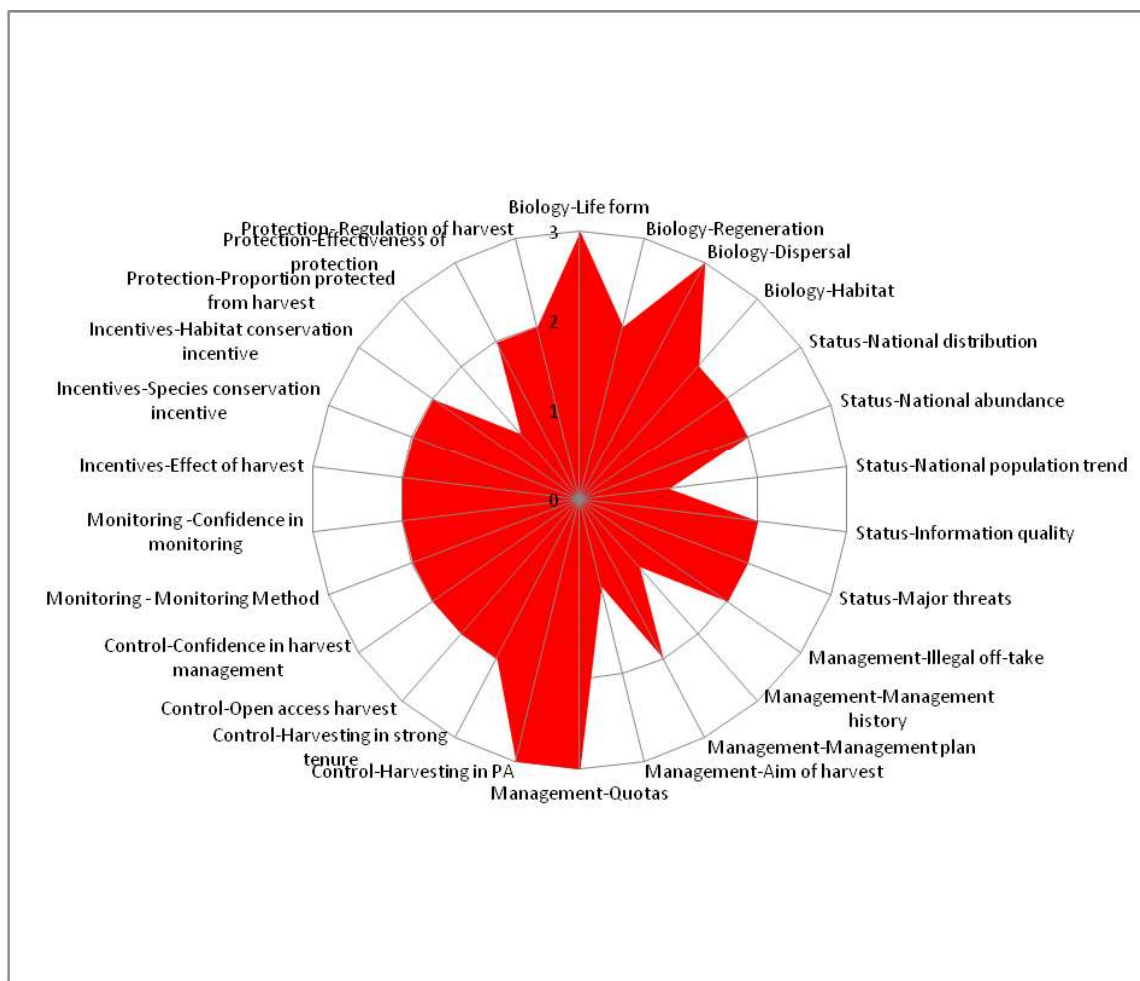 Biology-Life form
Protection-Regulation of harvest
Biology-Regeneration
3
Protection-Effectiveness of
protection
Biology-Dispersal
Protection-Proportion protected
from harvest
Biology-Habitat
Incentives-Habitat conservation
incentive
2
Status-National distribution
Incentives-Species conservation
incentive
Status-National abundance
1
Incentives-Effect of harvest
Status-National population trend
0
Monitoring -Confidence in
monitoring
Status-Information quality
Monitoring - Monitoring Method
Status-Major threats
Control-Confidence in harvest
management
Management-Illegal off-take
Control-Open access harvest
Management-Management
history
Control-Harvesting in strong
tenure
Management-Management plan
Control-Harvesting in PA
Management-Aim of harvest
Management-Quotas